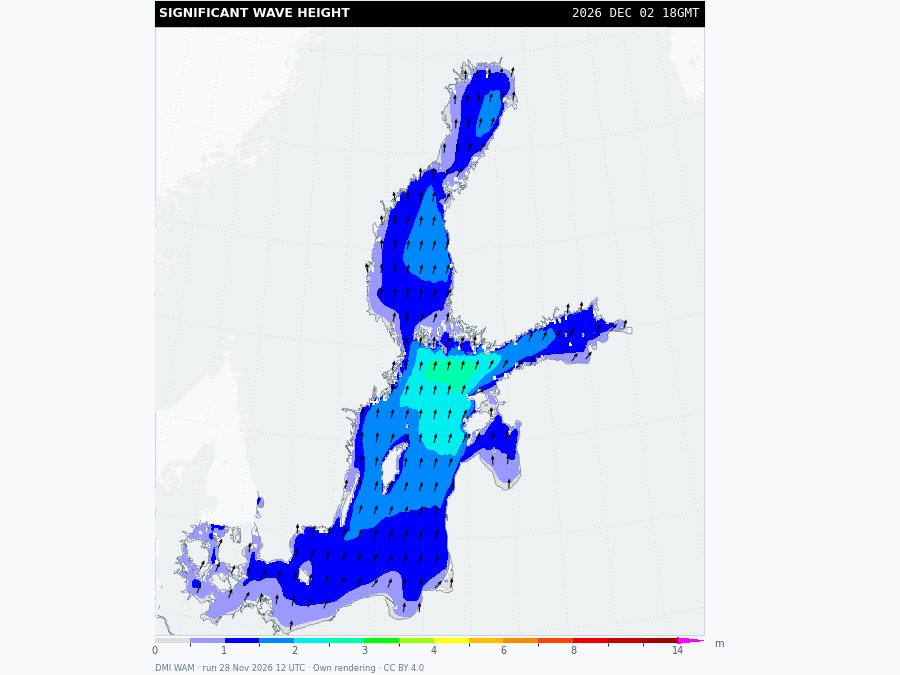 SIGNIFICANT WAVE HEIGHT 2026 DEC 02 18GMT
0 1 2 3 4 6 8 14 m
DMI WAM · run 28 Nov 2026 12 UTC · Own rendering · CC BY 4.0